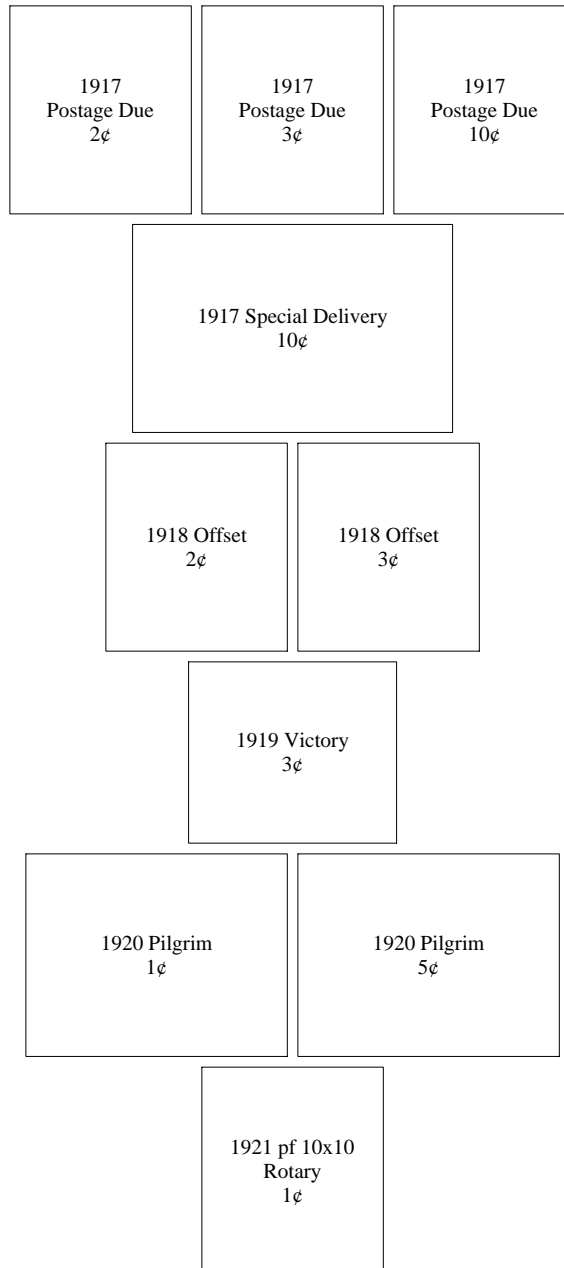 1917
Postage Due
2¢
1917
Postage Due
3¢
1917
Postage Due
10¢
1917 Special Delivery
10¢
1918 Offset
2¢
1918 Offset
3¢
1919 Victory
3¢
1920 Pilgrim
1¢
1920 Pilgrim
5¢
1921 pf 10x10
Rotary
1¢